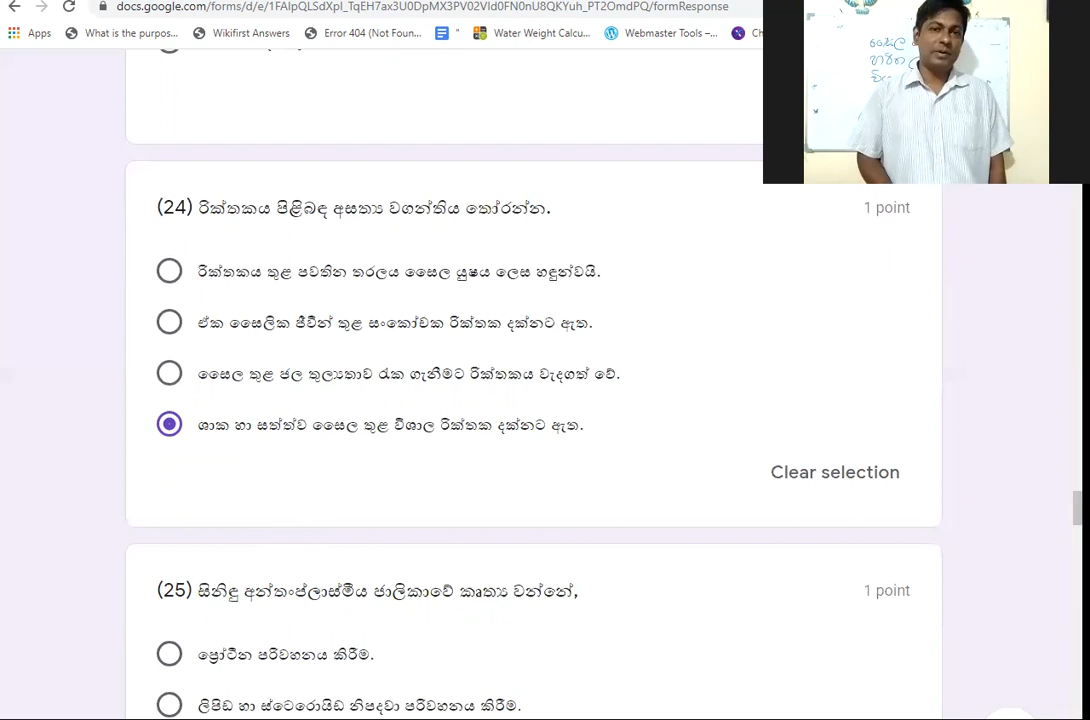 docs.google.com/forms/d/e/1FAIpQLSdXpl_TqEH7ax3U0DpMX3PV02VId0FN0nU8QKYuh_PT2OmdPQ/formResponse
Apps What is the purpos... Wikifirst Answers Error 404 (Not Foun... Water Weight Calcu... Webmaster Tools –... Ch
(24) රික්තකය පිළිබඳ අසත්‍ය වගන්තිය තෝරන්න. 1 point
රික්තකය තුළ පවතින තරලය සෛල යුෂය ලෙස හඳුන්වයි.
ඒක සෛලික ජීවීන් තුළ සංකෝචක රික්තක දක්නට ඇත.
සෛල තුළ ජල තුල්‍යතාව රැක ගැනීමට රික්තකය වැදගත් වේ.
ශාක හා සත්ත්ව සෛල තුළ විශාල රික්තක දක්නට ඇත.
Clear selection
(25) සිනිඳු අන්තඃප්ලාස්මීය ජාලිකාවේ කෘත්‍ය වන්නේ, 1 point
ප්‍රෝටීන පරිවහනය කිරීම.
ලිපිඩ හා ස්ටෙරොයිඩ නිපදවා පරිවහනය කිරීම.